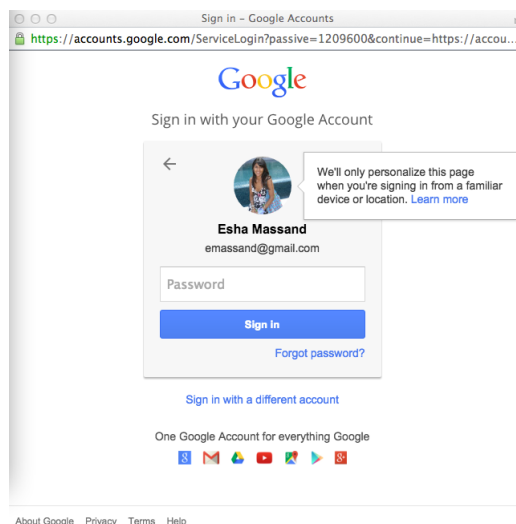 Sign in – Google Accounts
https://accounts.google.com/ServiceLogin?passive=1209600&continue=https://accou...
Google
Sign in with your Google Account
We'll only personalize this page
when you're signing in from a familiar
device or location. Learn more
Esha Massand
emassand@gmail.com
Password
Sign in
Forgot password?
Sign in with a different account
One Google Account for everything Google
8
8+
About Google Privacy Terms Help